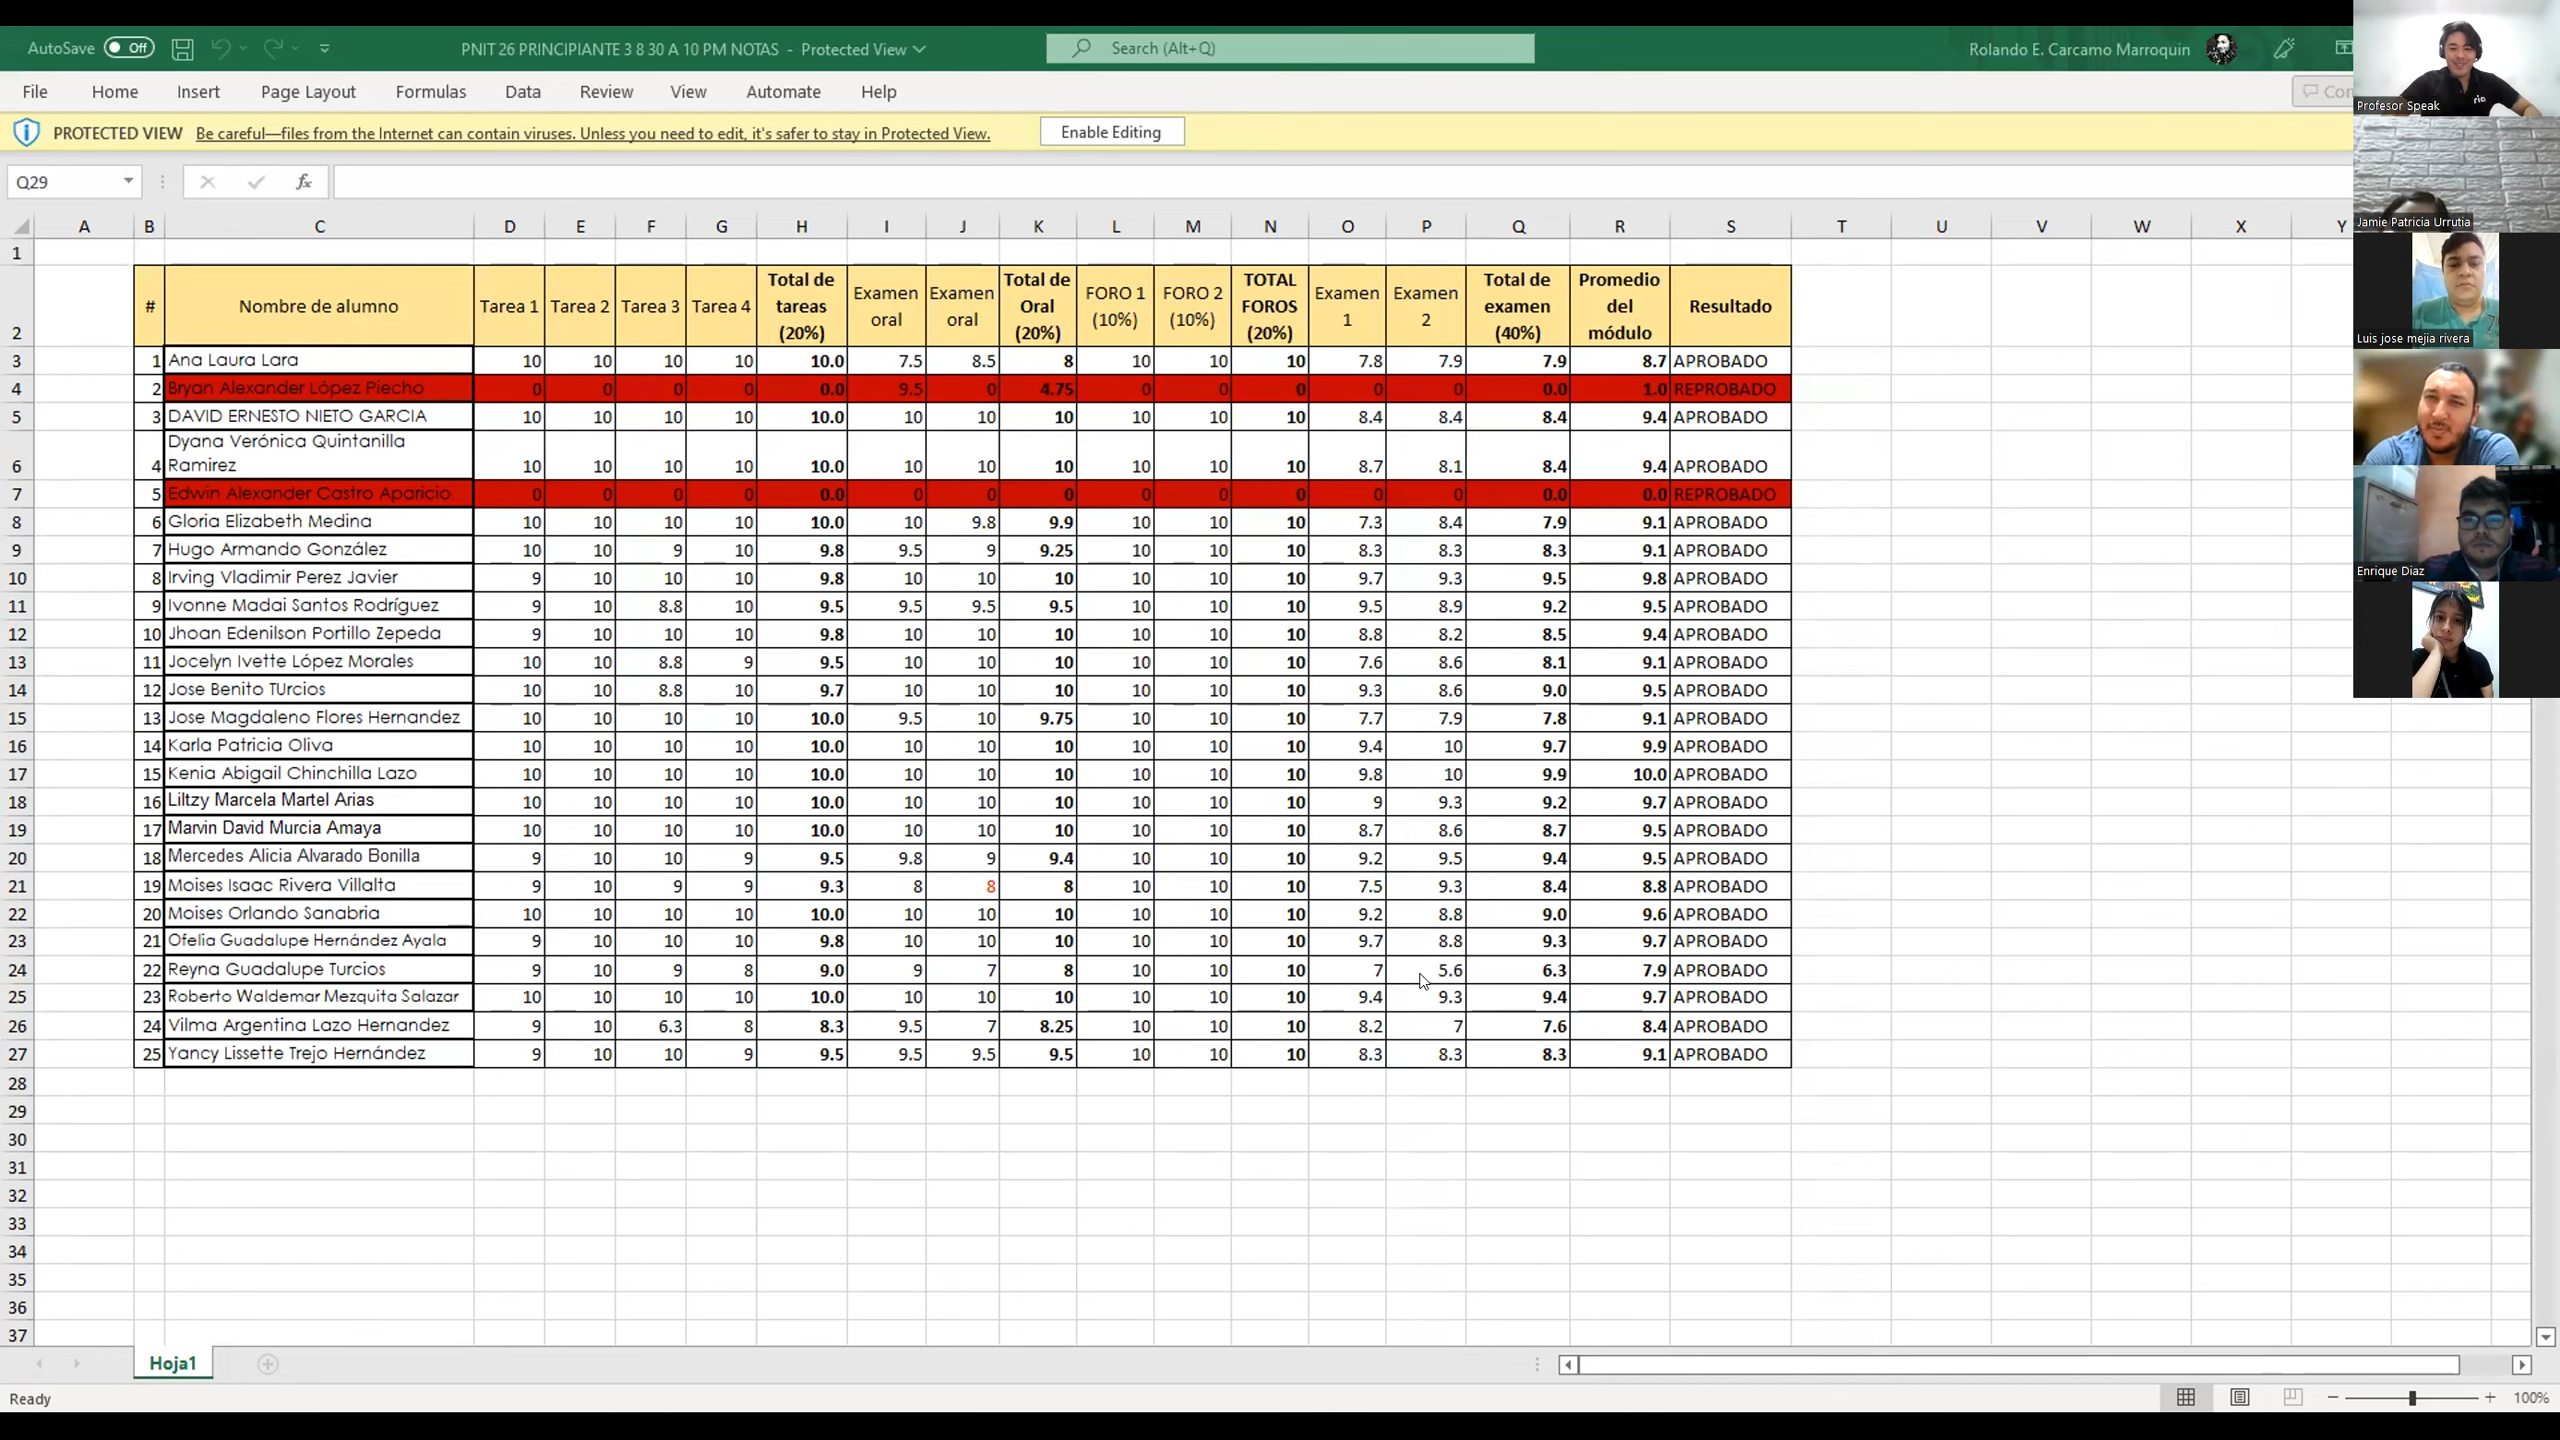 AutoSave Off PNIT 26 PRINCIPIANTE 3 8 30 A 10 PM NOTAS - Protected View Search (Alt+Q) Rolando E. Carcamo Marroquin
File Home Insert Page Layout Formulas Data Review View Automate Help
PROTECTED VIEW Be careful—files from the Internet can contain viruses. Unless you need to edit, it's safer to stay in Protected View. Enable Editing
Q29 fx
A B C D E F G H I J K L M N O P Q R S T U V W X Y
1
2 # Nombre de alumno Tarea 1 Tarea 2 Tarea 3 Tarea 4 Total de tareas (20%) Examen oral Examen oral Total de Oral (20%) FORO 1 (10%) FORO 2 (10%) TOTAL FOROS (20%) Examen 1 Examen 2 Total de examen (40%) Promedio del módulo Resultado
3 1 Ana Laura Lara 10 10 10 10 10.0 7.5 8.5 8 10 10 10 7.8 7.9 7.9 8.7 APROBADO
4 2 Bryan Alexander López Piecho 0 0 0 0 0.0 9.5 0 4.75 0 0 0 0 0 0.0 1.0 REPROBADO
5 3 DAVID ERNESTO NIETO GARCIA 10 10 10 10 10.0 10 10 10 10 10 10 8.4 8.4 8.4 9.4 APROBADO
6 4 Dyana Verónica Quintanilla Ramirez 10 10 10 10 10.0 10 10 10 10 10 10 8.7 8.1 8.4 9.4 APROBADO
7 5 Edwin Alexander Castro Aparicio 0 0 0 0 0.0 0 0 0 0 0 0 0 0 0.0 0.0 REPROBADO
8 6 Gloria Elizabeth Medina 10 10 10 10 10.0 10 9.8 9.9 10 10 10 7.3 8.4 7.9 9.1 APROBADO
9 7 Hugo Armando González 10 10 9 10 9.8 9.5 9 9.25 10 10 10 8.3 8.3 8.3 9.1 APROBADO
10 8 Irving Vladimir Perez Javier 9 10 10 10 9.8 10 10 10 10 10 10 9.7 9.3 9.5 9.8 APROBADO
11 9 Ivonne Madai Santos Rodríguez 9 10 8.8 10 9.5 9.5 9.5 9.5 10 10 10 9.5 8.9 9.2 9.5 APROBADO
12 10 Jhoan Edenilson Portillo Zepeda 9 10 10 10 9.8 10 10 10 10 10 10 8.8 8.2 8.5 9.4 APROBADO
13 11 Jocelyn Ivette López Morales 10 10 8.8 9 9.5 10 10 10 10 10 10 7.6 8.6 8.1 9.1 APROBADO
14 12 Jose Benito TUrcios 10 10 8.8 10 9.7 10 10 10 10 10 10 9.3 8.6 9.0 9.5 APROBADO
15 13 Jose Magdaleno Flores Hernandez 10 10 10 10 10.0 9.5 10 9.75 10 10 10 7.7 7.9 7.8 9.1 APROBADO
16 14 Karla Patricia Oliva 10 10 10 10 10.0 10 10 10 10 10 10 9.4 10 9.7 9.9 APROBADO
17 15 Kenia Abigail Chinchilla Lazo 10 10 10 10 10.0 10 10 10 10 10 10 9.8 10 9.9 10.0 APROBADO
18 16 Liltzy Marcela Martel Arias 10 10 10 10 10.0 10 10 10 10 10 10 9 9.3 9.2 9.7 APROBADO
19 17 Marvin David Murcia Amaya 10 10 10 10 10.0 10 10 10 10 10 10 8.7 8.6 8.7 9.5 APROBADO
20 18 Mercedes Alicia Alvarado Bonilla 9 10 10 9 9.5 9.8 9 9.4 10 10 10 9.2 9.5 9.4 9.5 APROBADO
21 19 Moises Isaac Rivera Villalta 9 10 9 9 9.3 8 8 8 10 10 10 7.5 9.3 8.4 8.8 APROBADO
22 20 Moises Orlando Sanabria 10 10 10 10 10.0 10 10 10 10 10 10 9.2 8.8 9.0 9.6 APROBADO
23 21 Ofelia Guadalupe Hernández Ayala 9 10 10 10 9.8 10 10 10 10 10 10 9.7 8.8 9.3 9.7 APROBADO
24 22 Reyna Guadalupe Turcios 9 10 9 8 9.0 9 7 8 10 10 10 7 5.6 6.3 7.9 APROBADO
25 23 Roberto Waldemar Mezquita Salazar 10 10 10 10 10.0 10 10 10 10 10 10 9.4 9.3 9.4 9.7 APROBADO
26 24 Vilma Argentina Lazo Hernandez 9 10 6.3 8 8.3 9.5 7 8.25 10 10 10 8.2 7 7.6 8.4 APROBADO
27 25 Yancy Lissette Trejo Hernández 9 10 10 9 9.5 9.5 9.5 9.5 10 10 10 8.3 8.3 8.3 9.1 APROBADO
28
29
30
31
32
33
34
35
36
37
Hoja1
Ready 100%
Profesor Speak
Jamie Patricia Urrutia
Luis jose mejia rivera
Enrique Diaz